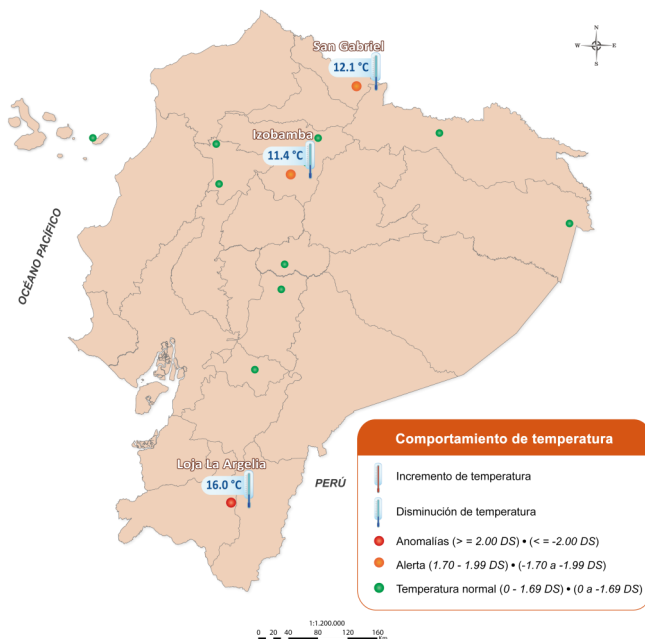 San Gabriel
12.1 °C
N
W E
S
Izobamba
11.4 °C
OCÉANO PACÍFICO
Loja La Argelia
16.0 °C
PERÚ
Comportamiento de temperatura
Incremento de temperatura
Disminución de temperatura
Anomalías (> = 2.00 DS) • (< = -2.00 DS)
Alerta (1.70 - 1.99 DS) • (-1.70 a -1.99 DS)
Temperatura normal (0 - 1.69 DS) • (0 a -1.69 DS)
1:1.200.000
0 20 40 80 120 160
Km